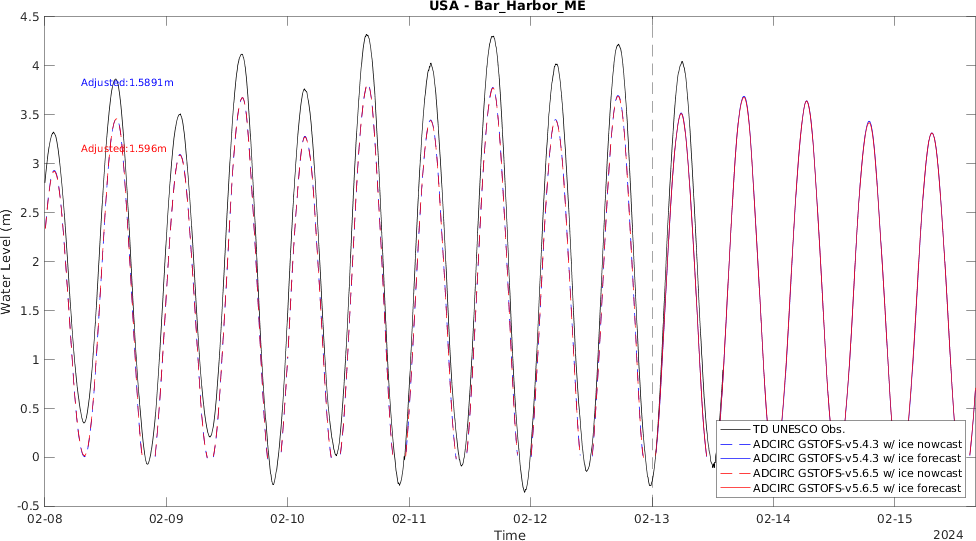 USA - Bar_Harbor_ME
4.5
4
3.5
3
2.5
2
1.5
1
0.5
0
-0.5
Water Level (m)
Adjusted:1.5891m
Adjusted:1.596m
TD UNESCO Obs.
ADCIRC GSTOFS-v5.4.3 w/ ice nowcast
ADCIRC GSTOFS-v5.4.3 w/ ice forecast
ADCIRC GSTOFS-v5.6.5 w/ ice nowcast
ADCIRC GSTOFS-v5.6.5 w/ ice forecast
02-08 02-09 02-10 02-11 02-12 02-13 02-14 02-15
Time
2024